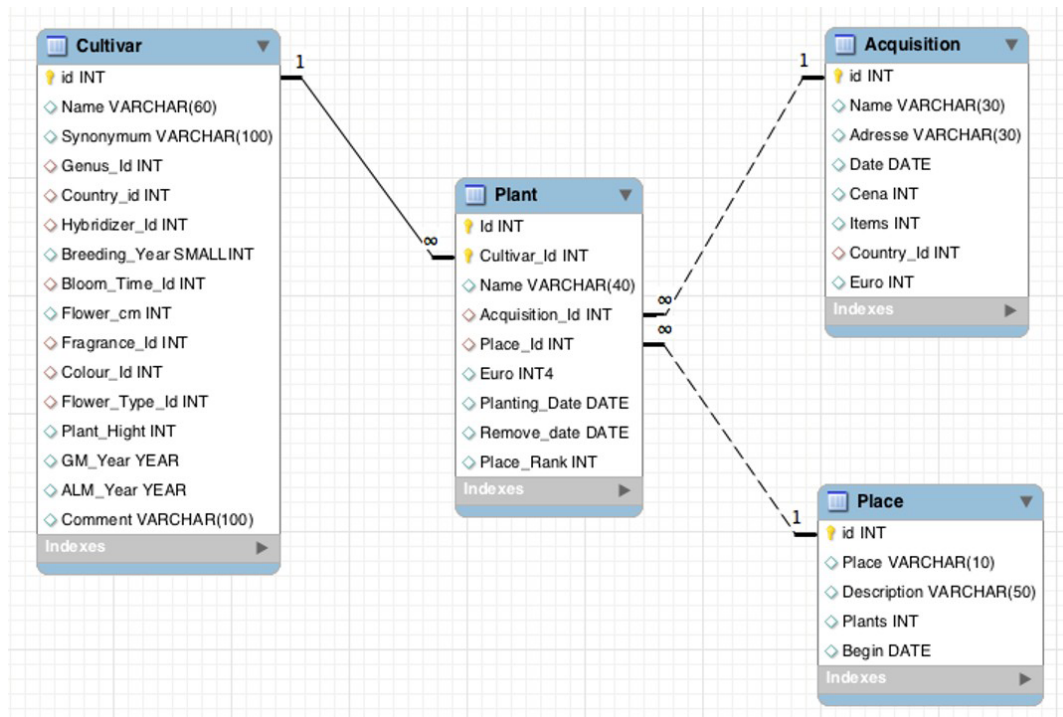 Cultivar
id INT
Name VARCHAR(60)
Synonymum VARCHAR(100)
Genus_Id INT
Country_id INT
Hybridizer_Id INT
Breeding_Year SMALLINT
Bloom_Time_Id INT
Flower_cm INT
Fragrance_Id INT
Colour_Id INT
Flower_Type_Id INT
Plant_Hight INT
GM_Year YEAR
ALM_Year YEAR
Comment VARCHAR(100)
Indexes
1
∞
Plant
Id INT
Cultivar_Id INT
Name VARCHAR(40)
Acquisition_Id INT
Place_Id INT
Euro INT4
Planting_Date DATE
Remove_date DATE
Place_Rank INT
Indexes
∞
∞
1
Acquisition
id INT
Name VARCHAR(30)
Adresse VARCHAR(30)
Date DATE
Cena INT
Items INT
Country_Id INT
Euro INT
Indexes
1
Place
id INT
Place VARCHAR(10)
Description VARCHAR(50)
Plants INT
Begin DATE
Indexes